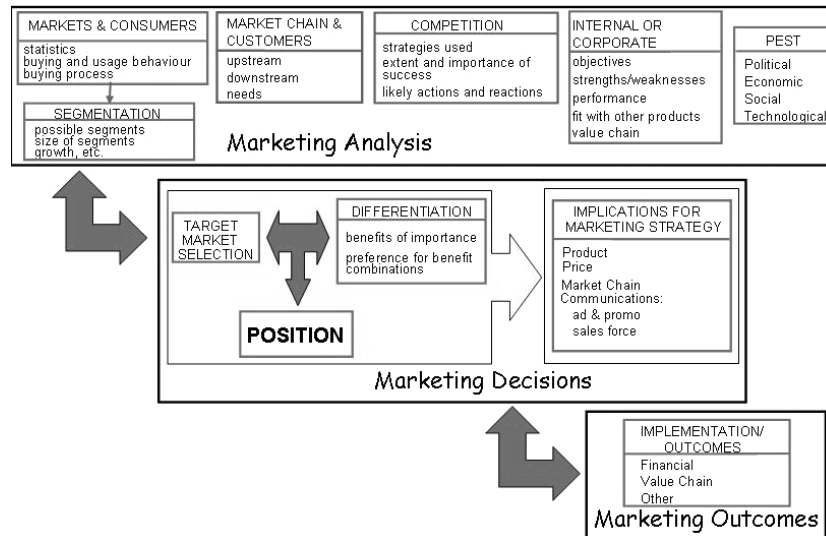 MARKETS & CONSUMERS
statistics
buying and usage behaviour
buying process
SEGMENTATION
possible segments
size of segments
growth, etc.
MARKET CHAIN &
CUSTOMERS
upstream
downstream
needs
COMPETITION
strategies used
extent and importance of
success
likely actions and reactions
INTERNAL OR
CORPORATE
objectives
strengths/weaknesses
performance
fit with other products
value chain
PEST
Political
Economic
Social
Technological
Marketing Analysis
TARGET
MARKET
SELECTION
DIFFERENTIATION
benefits of importance
preference for benefit
combinations
POSITION
IMPLICATIONS FOR
MARKETING STRATEGY
Product
Price
Market Chain
Communications:
ad & promo
sales force
Marketing Decisions
IMPLEMENTATION/
OUTCOMES
Financial
Value Chain
Other
Marketing Outcomes